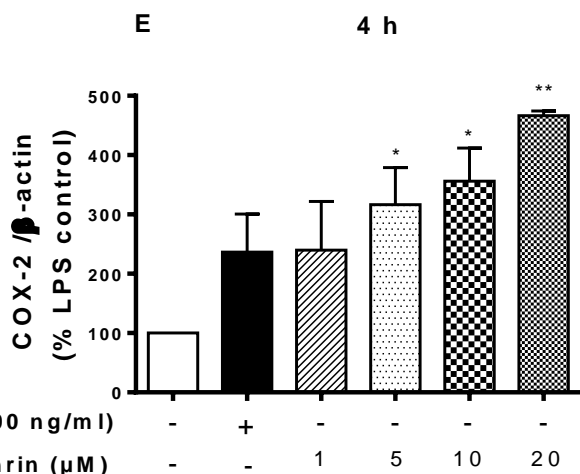 E 4 h
COX-2 /β-actin
(% LPS control)
500
400
300
200
100
0
* * **
00 ng/ml) - + - - - -
arin (μM) - - 1 5 10 20